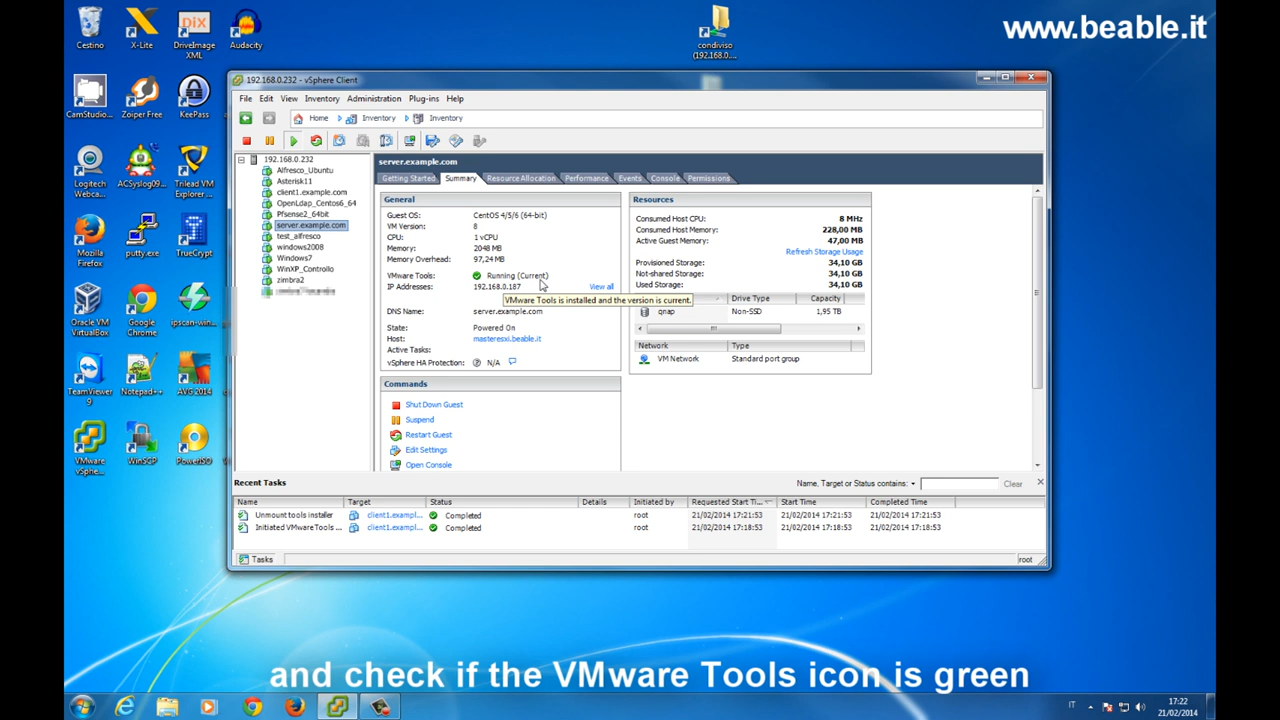 www.beable.it
Cestino
X-Lite
DriveImage
XML
Audacity
condiviso
(192.168.0....
CamStudio...
Zoiper Free
KeePass
Logitech
Webca...
ACSyslog09...
Trilead VM
Explorer ...
Mozilla
Firefox
putty.exe
TrueCrypt
Oracle VM
VirtualBox
Google
Chrome
ipscan-win...
TeamViewer
9
Notepad++
AVG 2014
VMware
vSphe...
WinSCP
PowerISO
192.168.0.232 - vSphere Client
File Edit View Inventory Administration Plug-ins Help
Home Inventory Inventory
192.168.0.232
Alfresco_Ubuntu
Asterisk11
client1.example.com
OpenLdap_Centos6_64
Pfsense2_64bit
server.example.com
test_alfresco
windows2008
Windows7
WinXP_Controllo
zimbra2
server.example.com
Getting Started Summary Resource Allocation Performance Events Console Permissions
General
Guest OS: CentOS 4/5/6 (64-bit)
VM Version: 8
CPU: 1 vCPU
Memory: 2048 MB
Memory Overhead: 97,24 MB
VMware Tools: Running (Current)
IP Addresses: 192.168.0.187 View all
VMware Tools is installed and the version is current.
DNS Name: server.example.com
State: Powered On
Host: masteresxi.beable.it
Active Tasks:
vSphere HA Protection: N/A
Commands
Shut Down Guest
Suspend
Restart Guest
Edit Settings
Open Console
Resources
Consumed Host CPU: 8 MHz
Consumed Host Memory: 228,00 MB
Active Guest Memory: 47,00 MB
Refresh Storage Usage
Provisioned Storage: 34,10 GB
Not-shared Storage: 34,10 GB
Used Storage: 34,10 GB
Drive Type Capacity
qnap Non-SSD 1,95 TB
Network Type
VM Network Standard port group
Recent Tasks
Name, Target or Status contains: Clear
Name Target Status Details Initiated by Requested Start Ti... Start Time Completed Time
Unmount tools installer client1.exampl... Completed root 21/02/2014 17:21:53 21/02/2014 17:21:53 21/02/2014 17:21:53
Initiated VMware Tools ... client1.exampl... Completed root 21/02/2014 17:18:53 21/02/2014 17:18:53 21/02/2014 17:18:53
Tasks root
and check if the VMware Tools icon is green
IT
17:22
21/02/2014